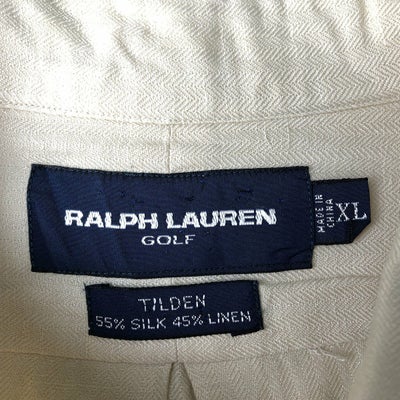 RALPH LAUREN
GOLF
MADE IN
CHINA
XL
TILDEN
55% SILK 45% LINEN